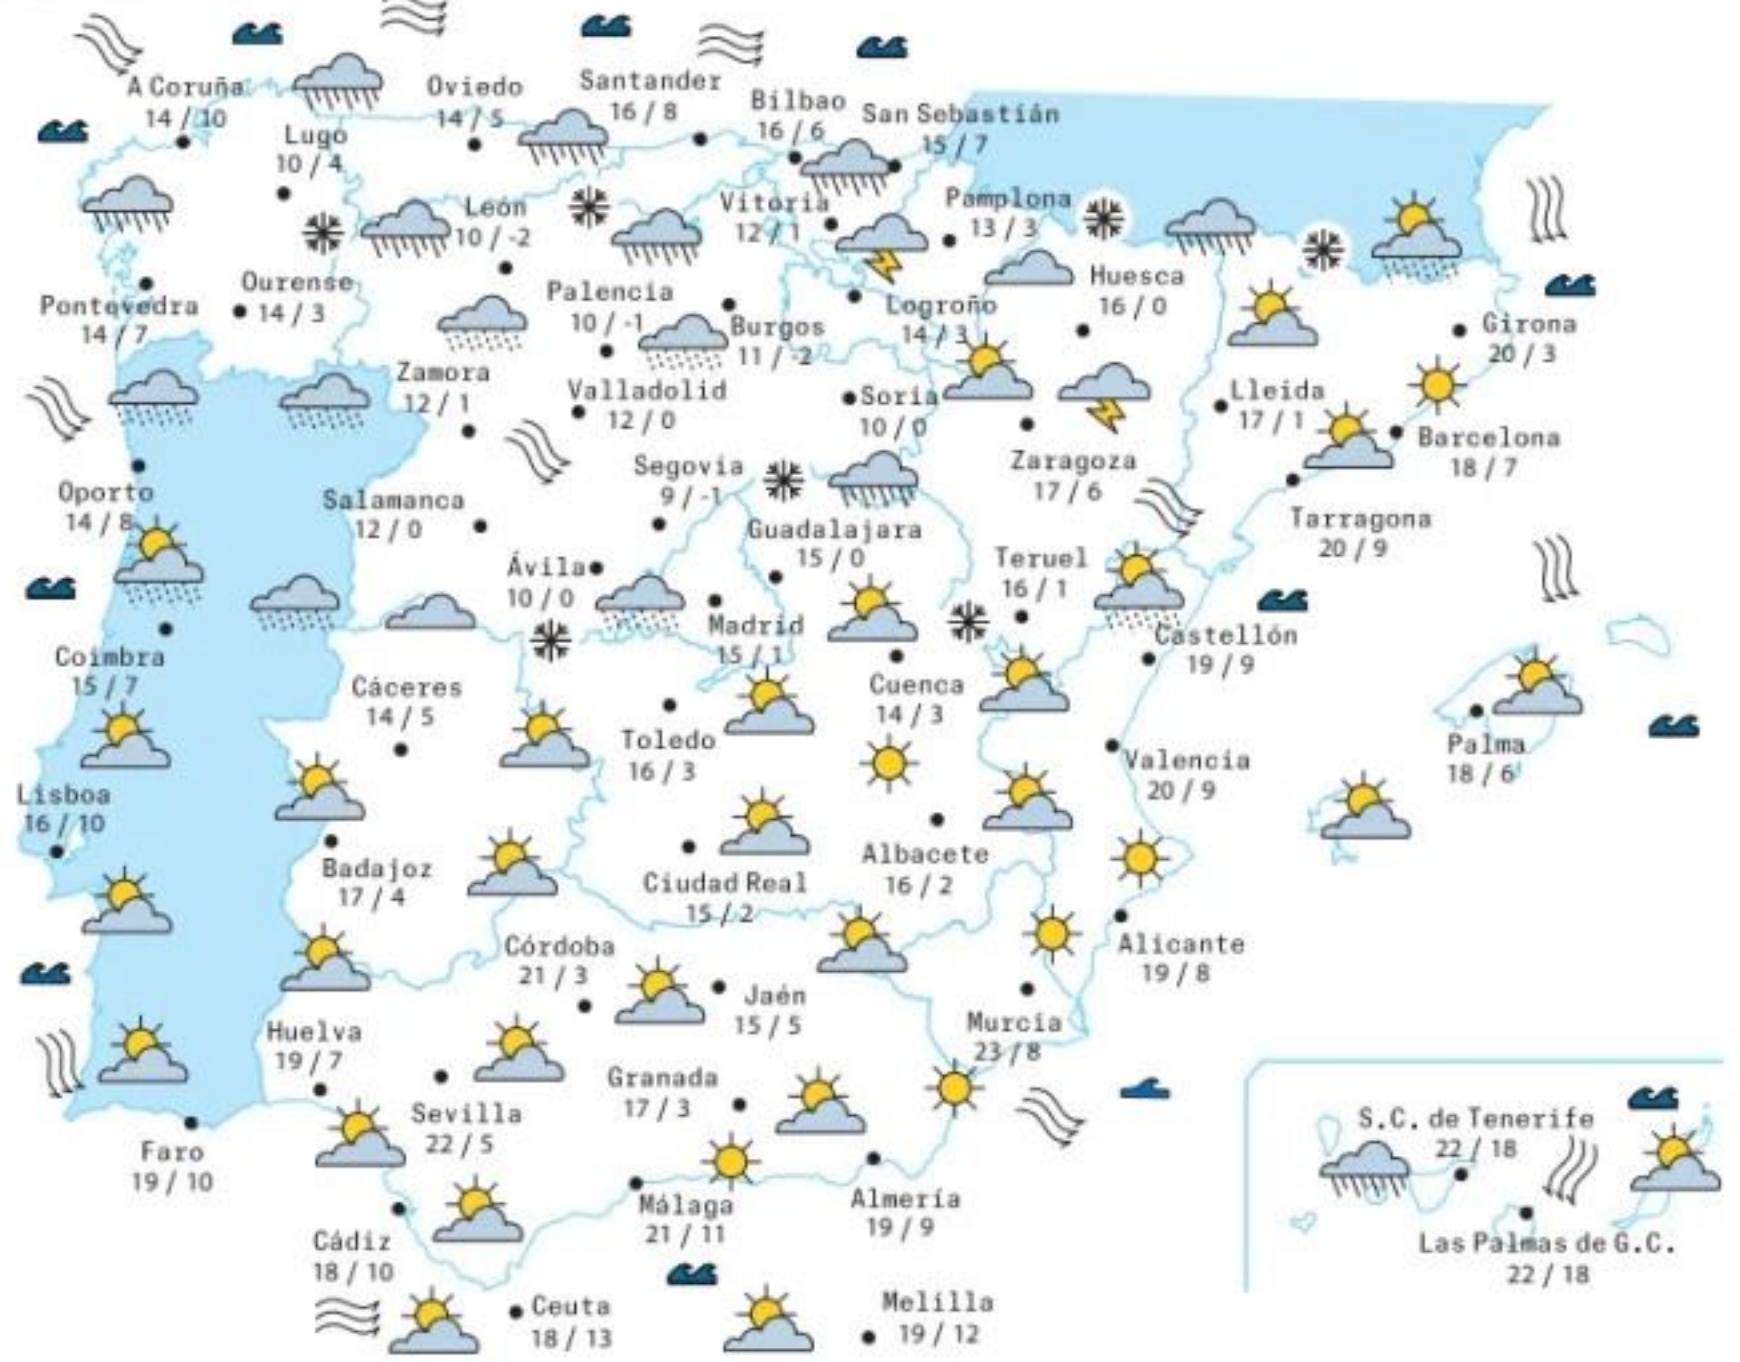 A Coruña
14 / 10
Oviedo
14 / 5
Santander
16 / 8
Bilbao
16 / 6
San Sebastián
15 / 7
Lugo
10 / 4
León
10 / -2
Vitoria
12 / 1
Pamplona
13 / 3
Pontevedra
14 / 7
Ourense
14 / 3
Palencia
10 / -1
Burgos
11 / -2
Logroño
14 / 3
Huesca
16 / 0
Girona
20 / 3
Zamora
12 / 1
Valladolid
12 / 0
Soria
10 / 0
Lleida
17 / 1
Barcelona
18 / 7
Zaragoza
17 / 6
Segovia
9 / -1
Oporto
14 / 8
Salamanca
12 / 0
Guadalajara
15 / 0
Tarragona
20 / 9
Ávila
10 / 0
Teruel
16 / 1
Madrid
15 / 1
Castellón
19 / 9
Coimbra
15 / 7
Cáceres
14 / 5
Cuenca
14 / 3
Toledo
16 / 3
Valencia
20 / 9
Palma
18 / 6
Lisboa
16 / 10
Badajoz
17 / 4
Ciudad Real
15 / 2
Albacete
16 / 2
Córdoba
21 / 3
Alicante
19 / 8
Jaén
15 / 5
Murcia
23 / 8
Huelva
19 / 7
Granada
17 / 3
Sevilla
22 / 5
Faro
19 / 10
S.C. de Tenerife
22 / 18
Málaga
21 / 11
Almería
19 / 9
Cádiz
18 / 10
Las Palmas de G.C.
22 / 18
Ceuta
18 / 13
Melilla
19 / 12